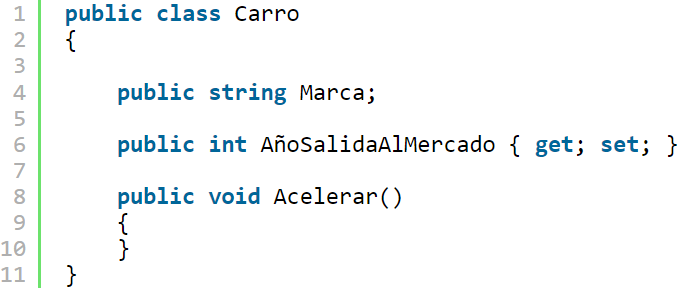 1 public class Carro
2 {
3
4 public string Marca;
5
6 public int AñoSalidaAlMercado { get; set; }
7
8 public void Acelerar()
9 {
10 }
11 }